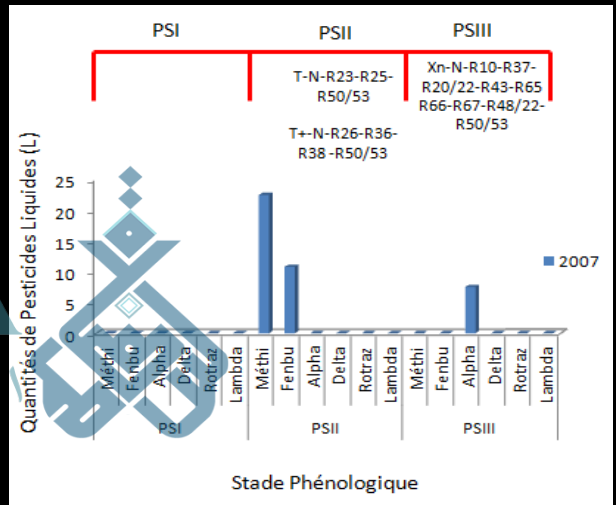 PSI PSII PSIII
T-N-R23-R25-
R50/53
T+-N-R26-R36-
R38 -R50/53
Xn-N-R10-R37-
R20/22-R43-R65
R66-R67-R48/22-
R50/53
Quantités de Pesticides Liquides (L)
25
20
15
10
5
0
2007
Méthi Fenbu Alpha Delta Rotraz Lambda Méthi Fenbu Alpha Delta Rotraz Lambda Méthi Fenbu Alpha Delta Rotraz Lambda
PSI PSII PSIII
Stade Phénologique